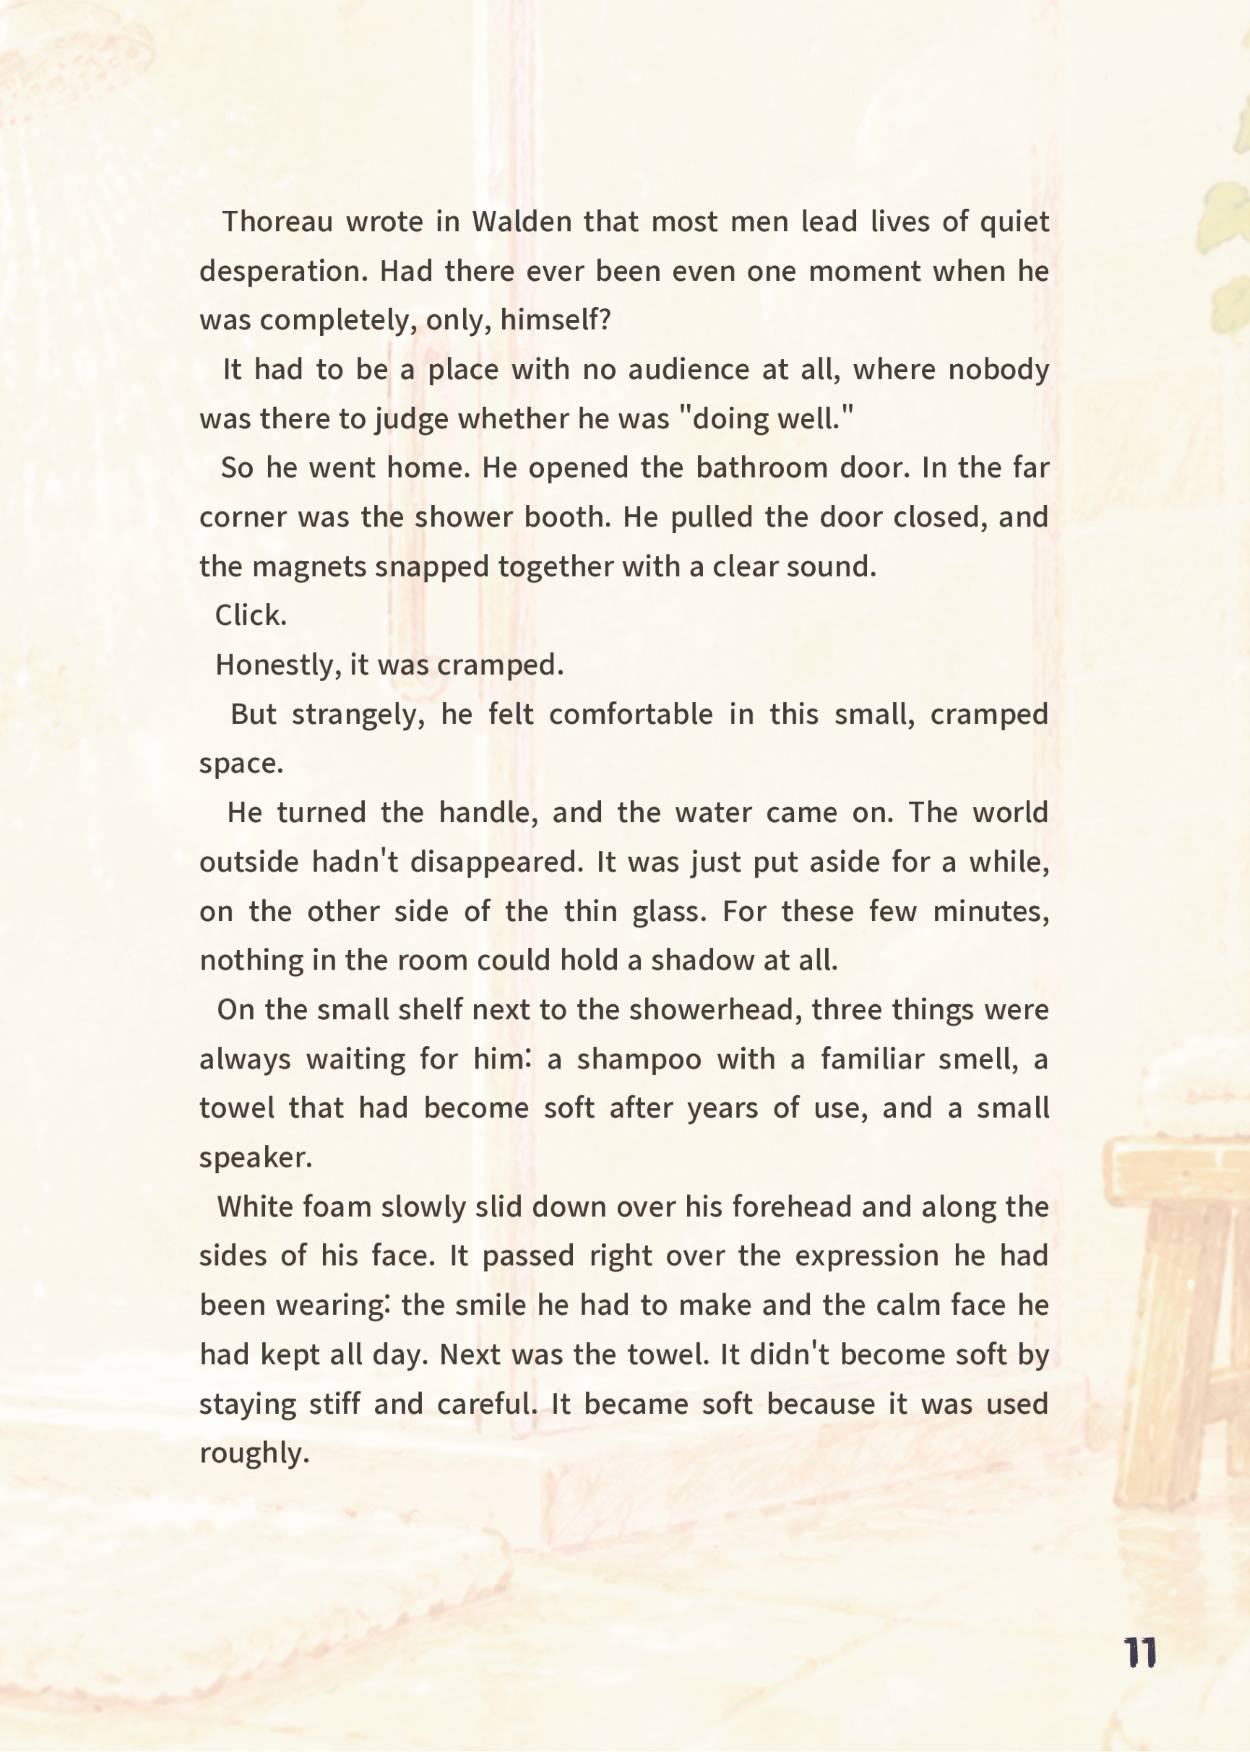 Thoreau wrote in Walden that most men lead lives of quiet
desperation. Had there ever been even one moment when he
was completely, only, himself?
It had to be a place with no audience at all, where nobody
was there to judge whether he was "doing well."
So he went home. He opened the bathroom door. In the far
corner was the shower booth. He pulled the door closed, and
the magnets snapped together with a clear sound.
Click.
Honestly, it was cramped.
But strangely, he felt comfortable in this small, cramped
space.
He turned the handle, and the water came on. The world
outside hadn't disappeared. It was just put aside for a while,
on the other side of the thin glass. For these few minutes,
nothing in the room could hold a shadow at all.
On the small shelf next to the showerhead, three things were
always waiting for him: a shampoo with a familiar smell, a
towel that had become soft after years of use, and a small
speaker.
White foam slowly slid down over his forehead and along the
sides of his face. It passed right over the expression he had
been wearing: the smile he had to make and the calm face he
had kept all day. Next was the towel. It didn't become soft by
staying stiff and careful. It became soft because it was used
roughly.
11